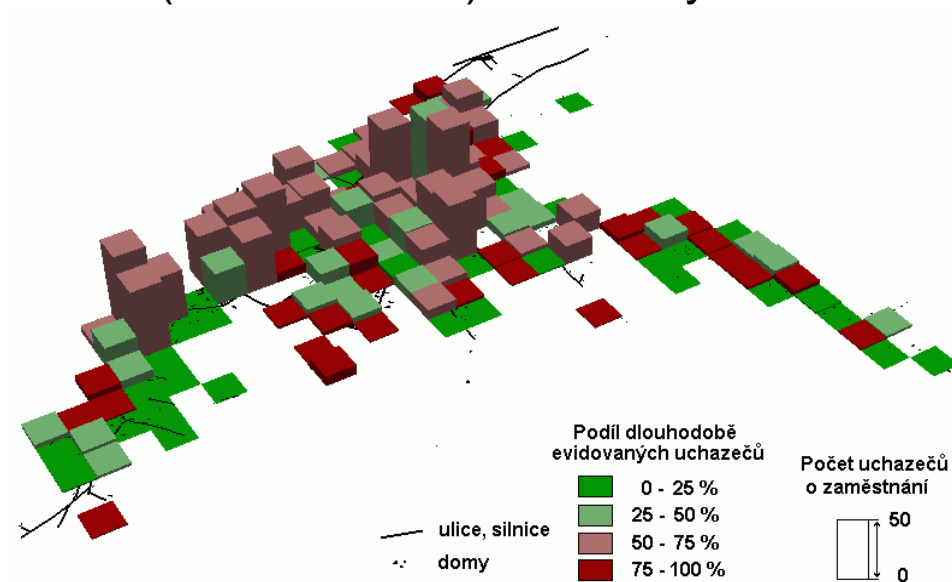 Podíl dlouhodobě
evidovaných uchazečů
0 - 25 %
25 - 50 %
50 - 75 %
75 - 100 %
Počet uchazečů
o zaměstnání
50
0
ulice, silnice
domy